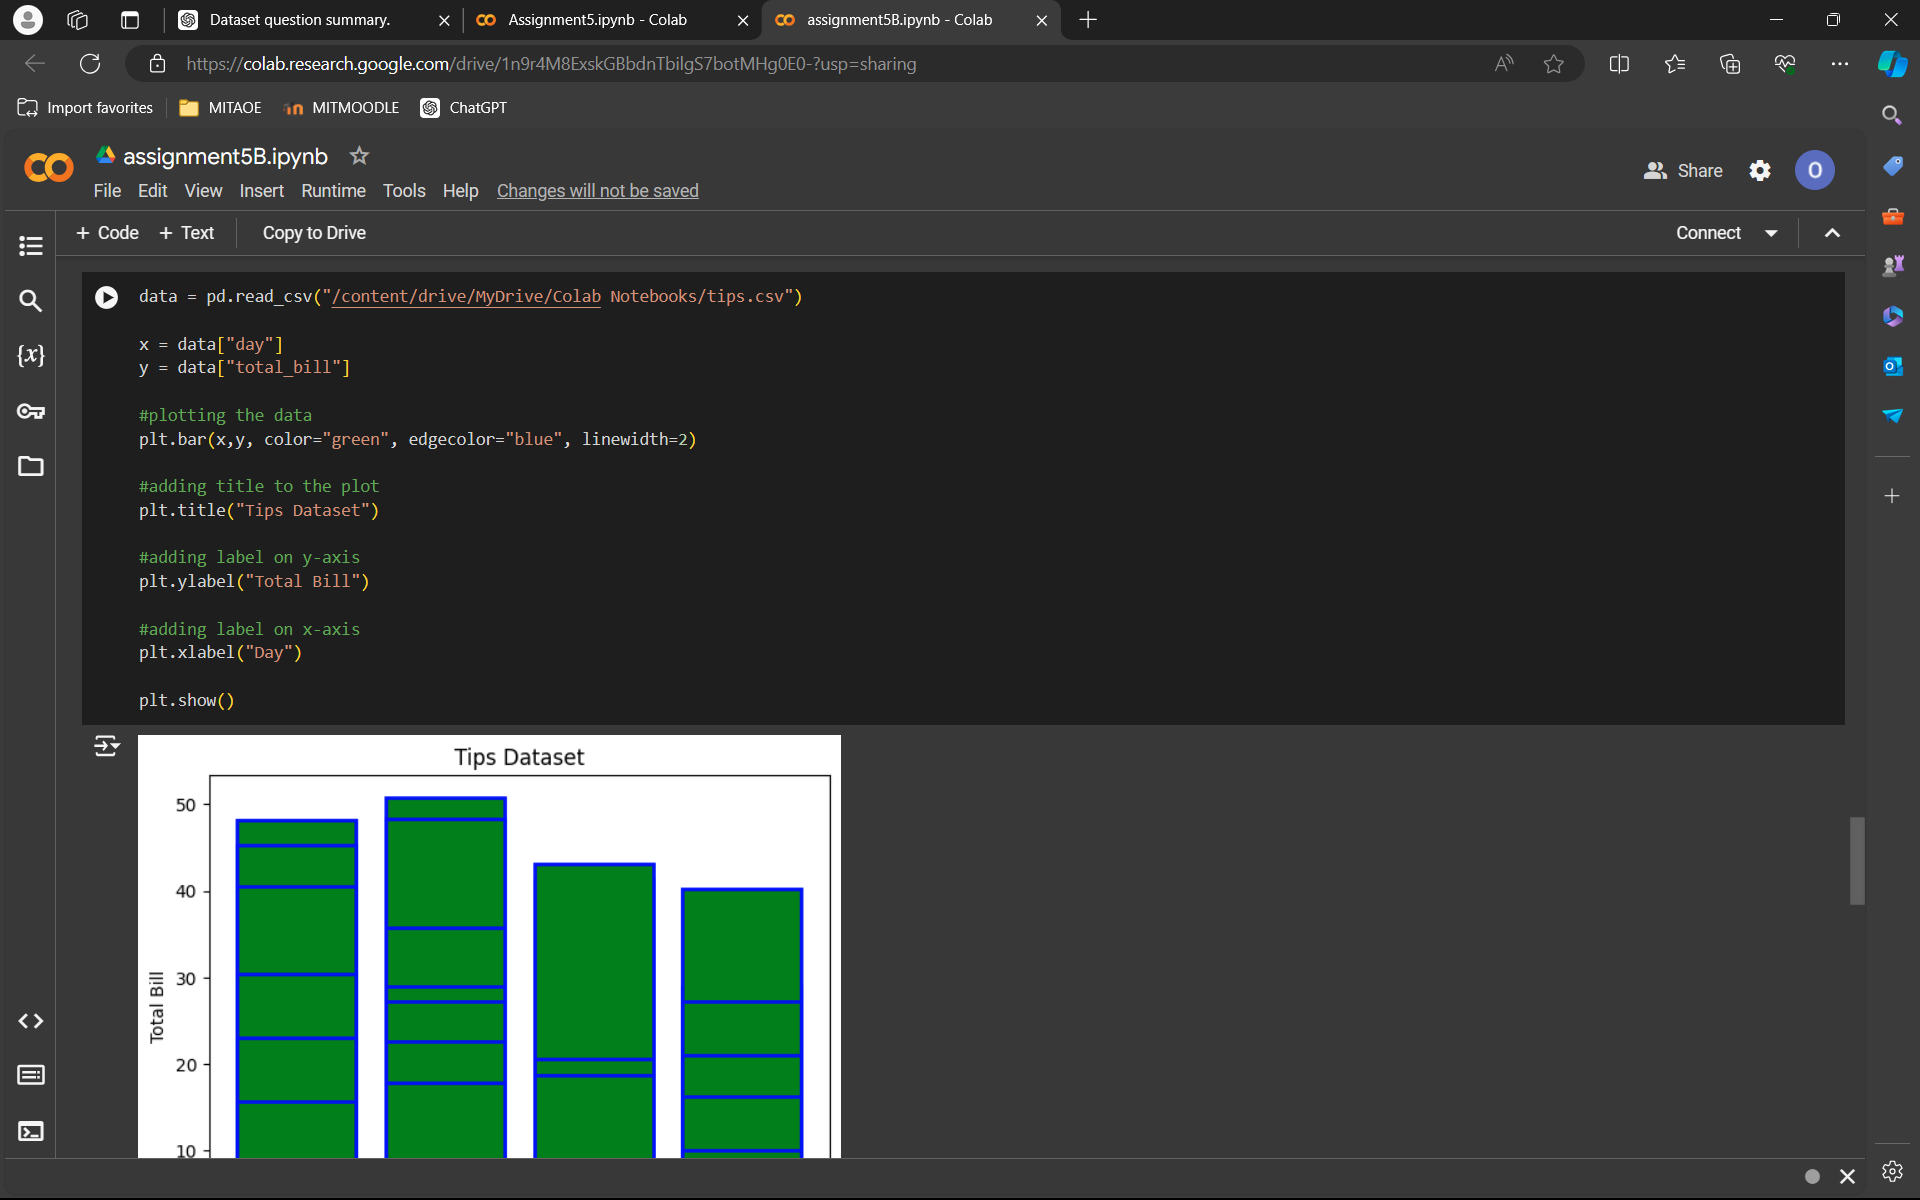 Dataset question summary.
Assignment5.ipynb - Colab
assignment5B.ipynb - Colab
https://colab.research.google.com/drive/1n9r4M8ExskGBbdnTbilgS7botMHg0E0-?usp=sharing
Import favorites
MITAOE
MITMOODLE
ChatGPT
assignment5B.ipynb
Share
O
File Edit View Insert Runtime Tools Help Changes will not be saved
+ Code + Text Copy to Drive
Connect
data = pd.read_csv("/content/drive/MyDrive/Colab Notebooks/tips.csv")
x = data["day"]
y = data["total_bill"]
#plotting the data
plt.bar(x,y, color="green", edgecolor="blue", linewidth=2)
#adding title to the plot
plt.title("Tips Dataset")
#adding label on y-axis
plt.ylabel("Total Bill")
#adding label on x-axis
plt.xlabel("Day")
plt.show()
Tips Dataset
50
40
30
20
10
Total Bill